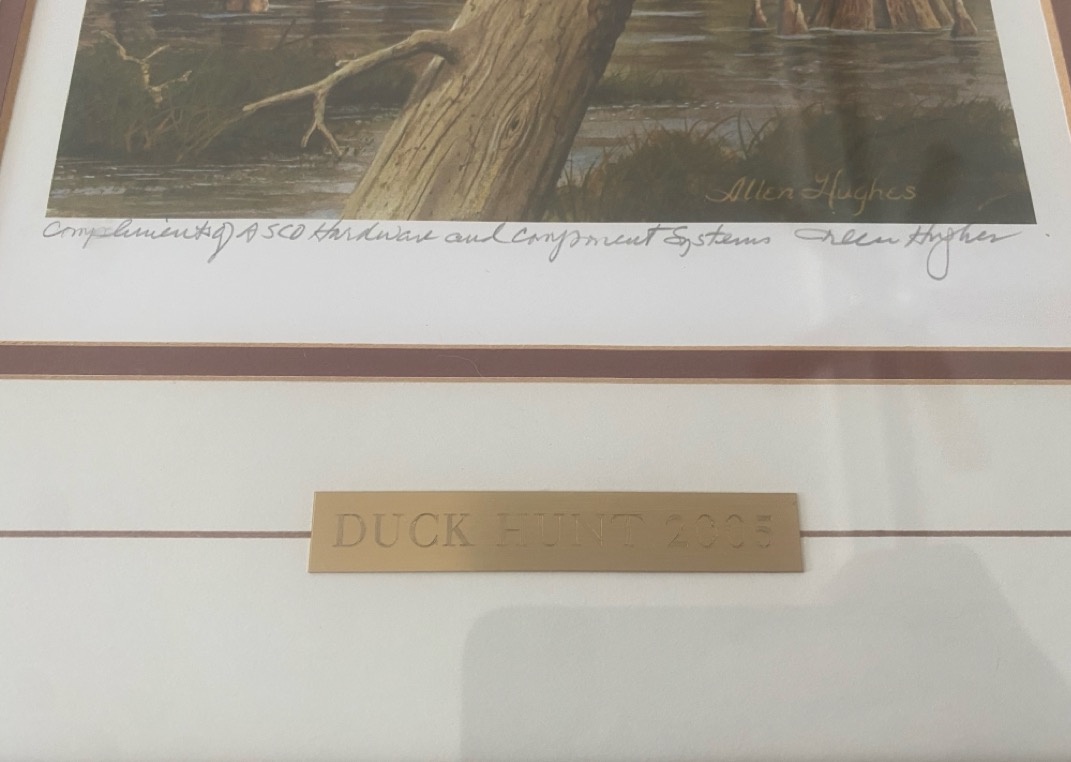 Allen Hughes
Compliments of ASCO Hardware and Component Systems Allen Hughes
DUCK HUNT 2005